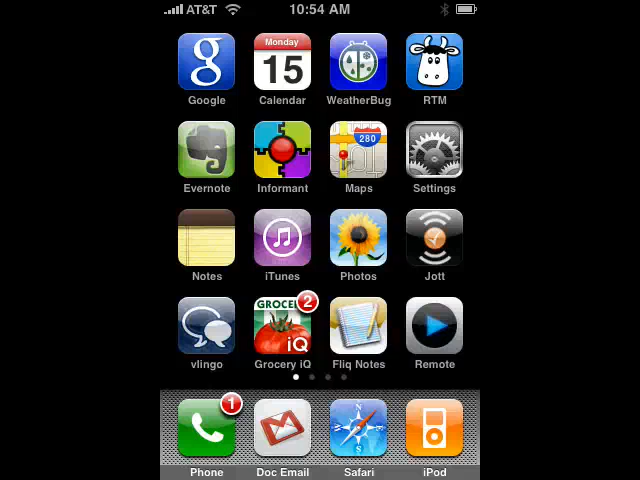 AT&T 10:54 AM
Monday
15
280
Google Calendar WeatherBug RTM
Evernote Informant Maps Settings
Notes iTunes Photos Jott
GROCERY 2
iQ
vlingo Grocery iQ Fliq Notes Remote
1
N
S
Phone Doc Email Safari iPod